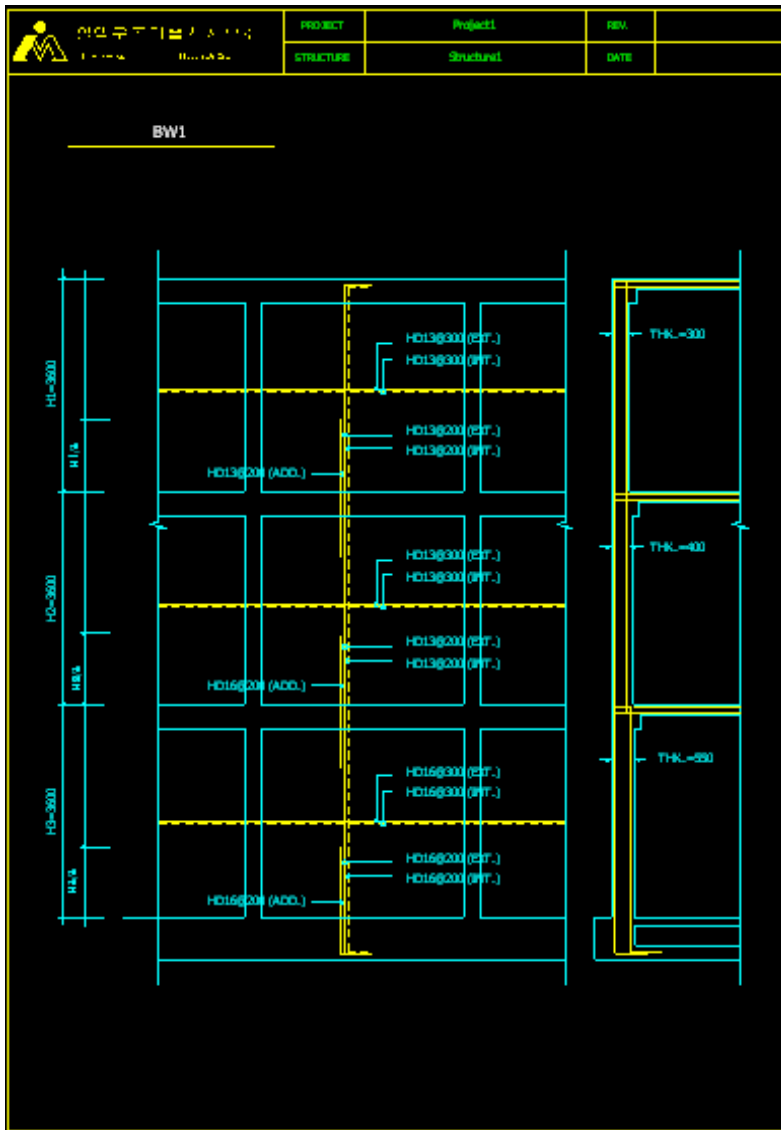 PROJECT
Project1
REV.
STRUCTURE
Structure1
DATE
BW1
HD13@300 (EXT.)
HD13@300 (INT.)
THK.=300
H1=3600
HD13@200 (EXT.)
HD13@200 (INT.)
HD13@200 (ADD.)
HD13@300 (EXT.)
HD13@300 (INT.)
THK.=400
H2=3600
HD13@200 (EXT.)
HD13@200 (INT.)
HD16@200 (ADD.)
HD16@300 (EXT.)
HD16@300 (INT.)
THK.=550
H3=3600
HD16@200 (EXT.)
HD16@200 (INT.)
HD16@200 (ADD.)